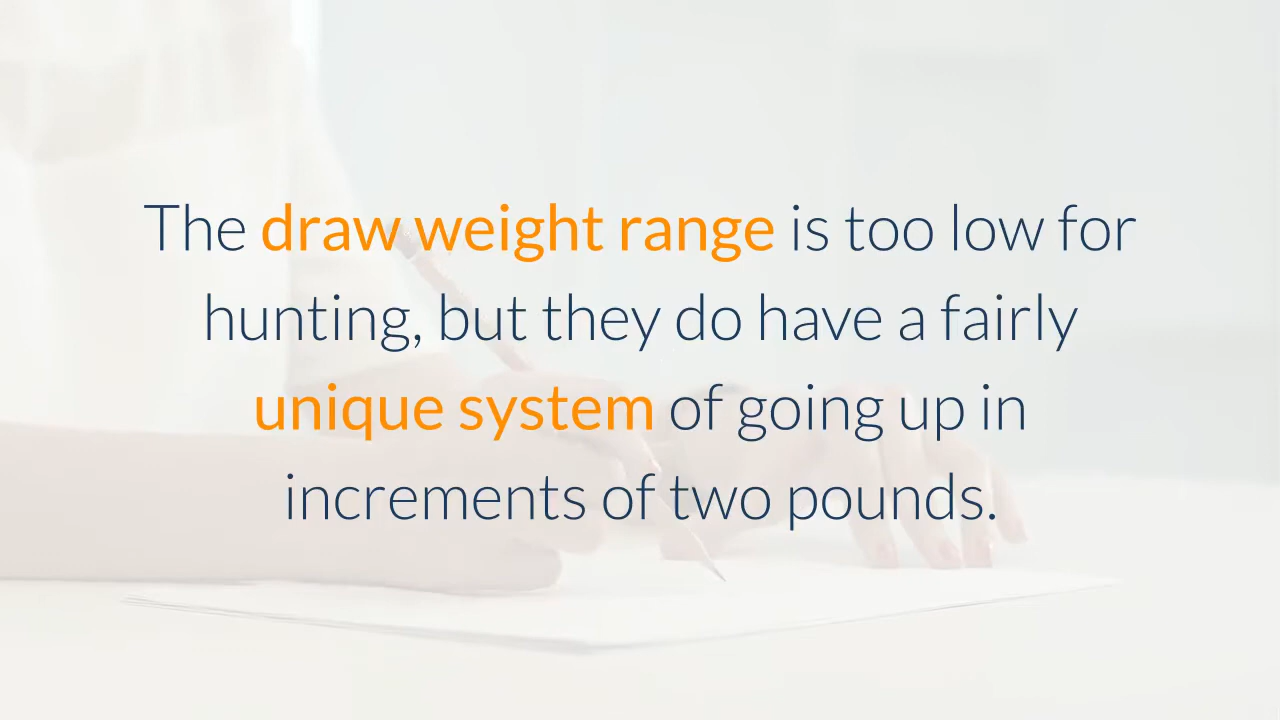 The draw weight range is too low for
hunting, but they do have a fairly
unique system of going up in
increments of two pounds.